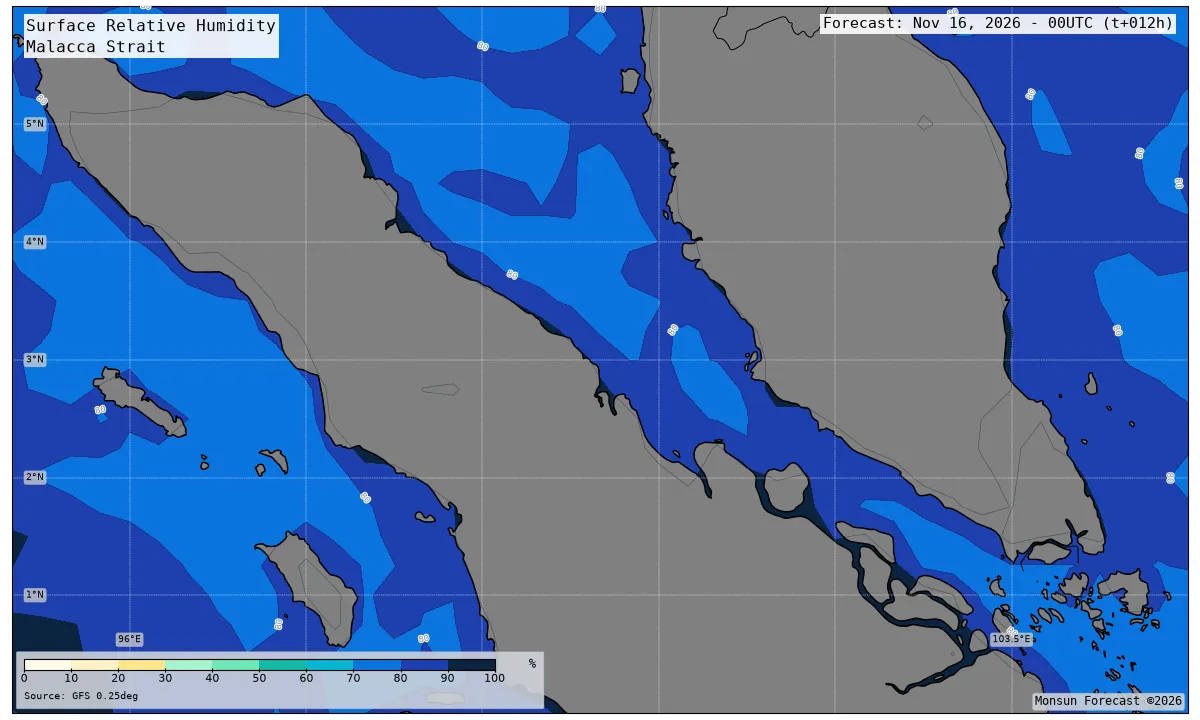 Surface Relative Humidity
Malacca Strait
Forecast: Nov 16, 2026 - 00UTC (t+012h)
80
80
80
80
80
80
80
5°N
4°N
80
80
80
3°N
80
2°N
80
80
1°N
80
80
80
96°E
103.5°E
%
0 10 20 30 40 50 60 70 80 90 100
Source: GFS 0.25deg
Monsun Forecast ©2026